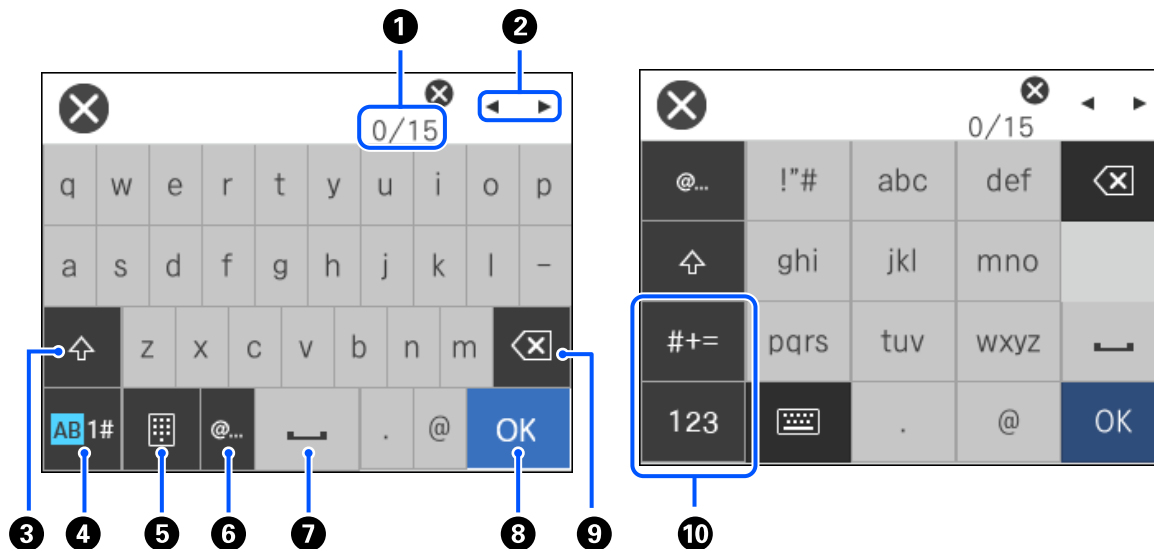 1 2
0/15 0/15
q w e r t y u i o p
@... !"# abc def
a s d f g h j k l -
ghi jkl mno
z x c v b n m
#+= pqrs tuv wxyz
AB 1# @... . @ OK
123 . @ OK
3 4 5 6 7 8 9 10